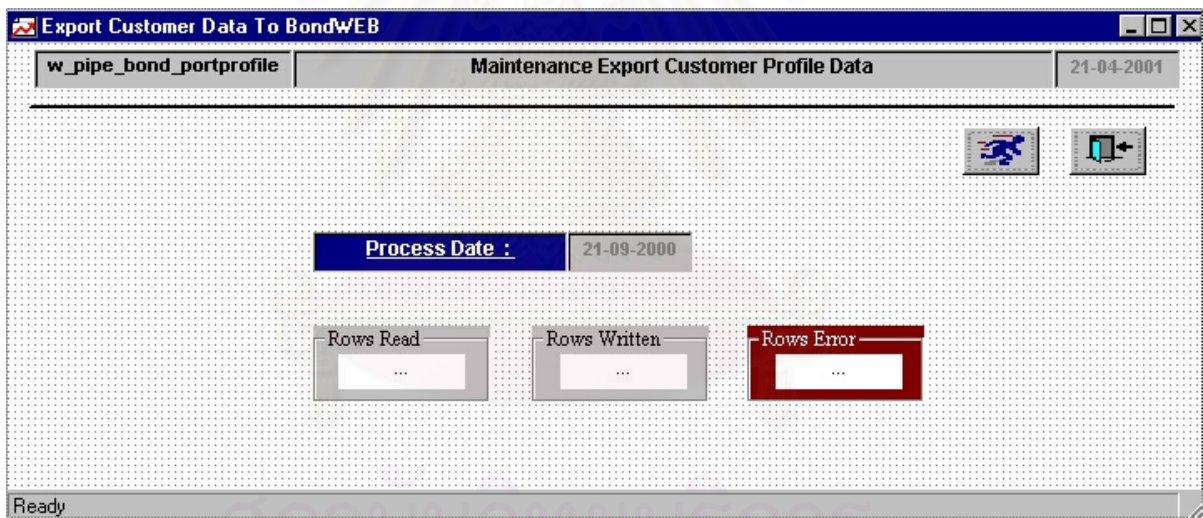 Export Customer Data To BondWEB
w_pipe_bond_portprofile Maintenance Export Customer Profile Data 21-04-2001
Process Date : 21-09-2000
Rows Read Rows Written Rows Error
... ... ...
Ready